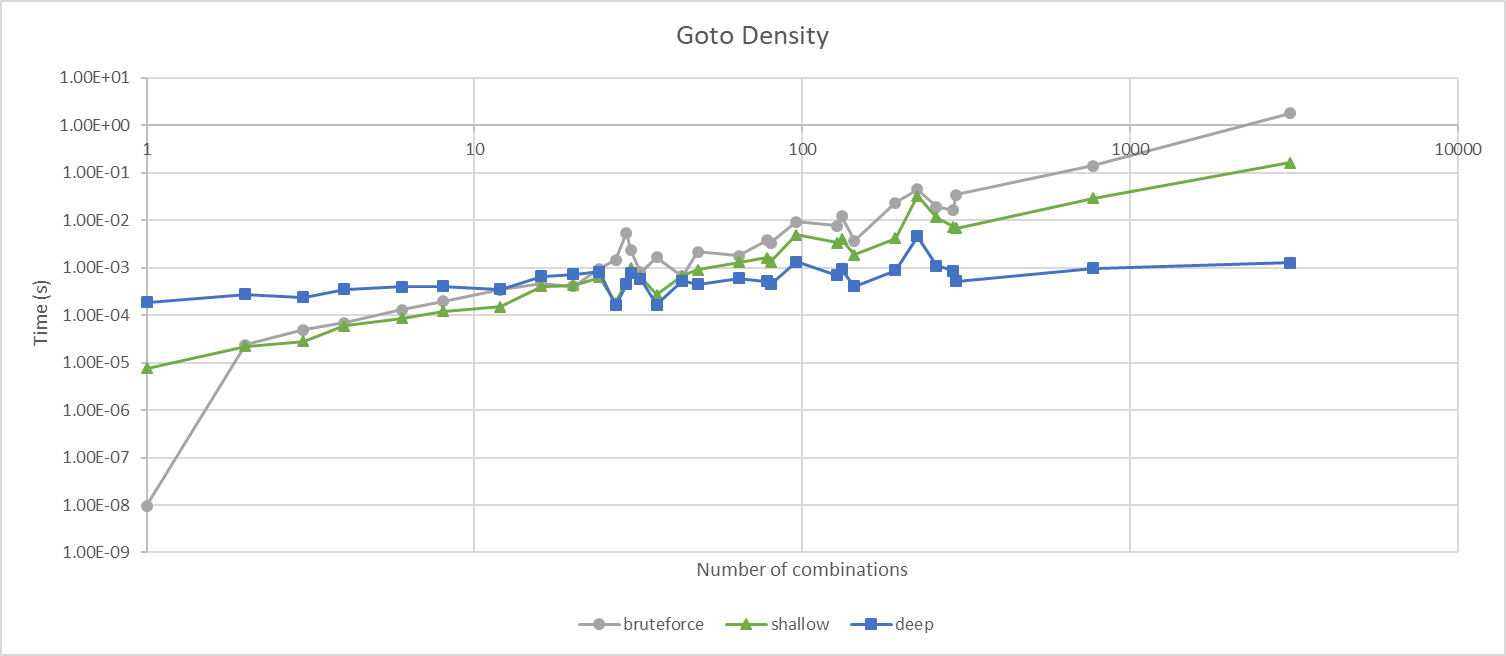 Goto Density
1.00E+01
1.00E+00
1 10 100 1000 10000
1.00E-01
1.00E-02
1.00E-03
1.00E-04
1.00E-05
1.00E-06
1.00E-07
1.00E-08
1.00E-09
Time (s)
Number of combinations
bruteforce shallow deep